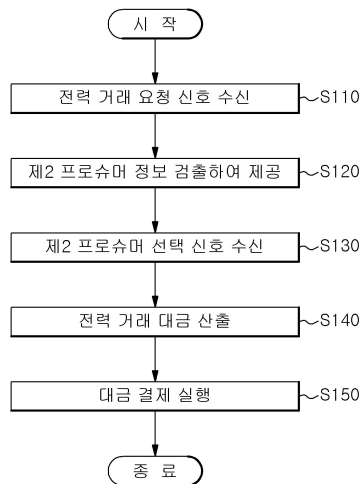 시 작
전력 거래 요청 신호 수신 S110
제2 프로슈머 정보 검출하여 제공 S120
제2 프로슈머 선택 신호 수신 S130
전력 거래 대금 산출 S140
대금 결제 실행 S150
종 료